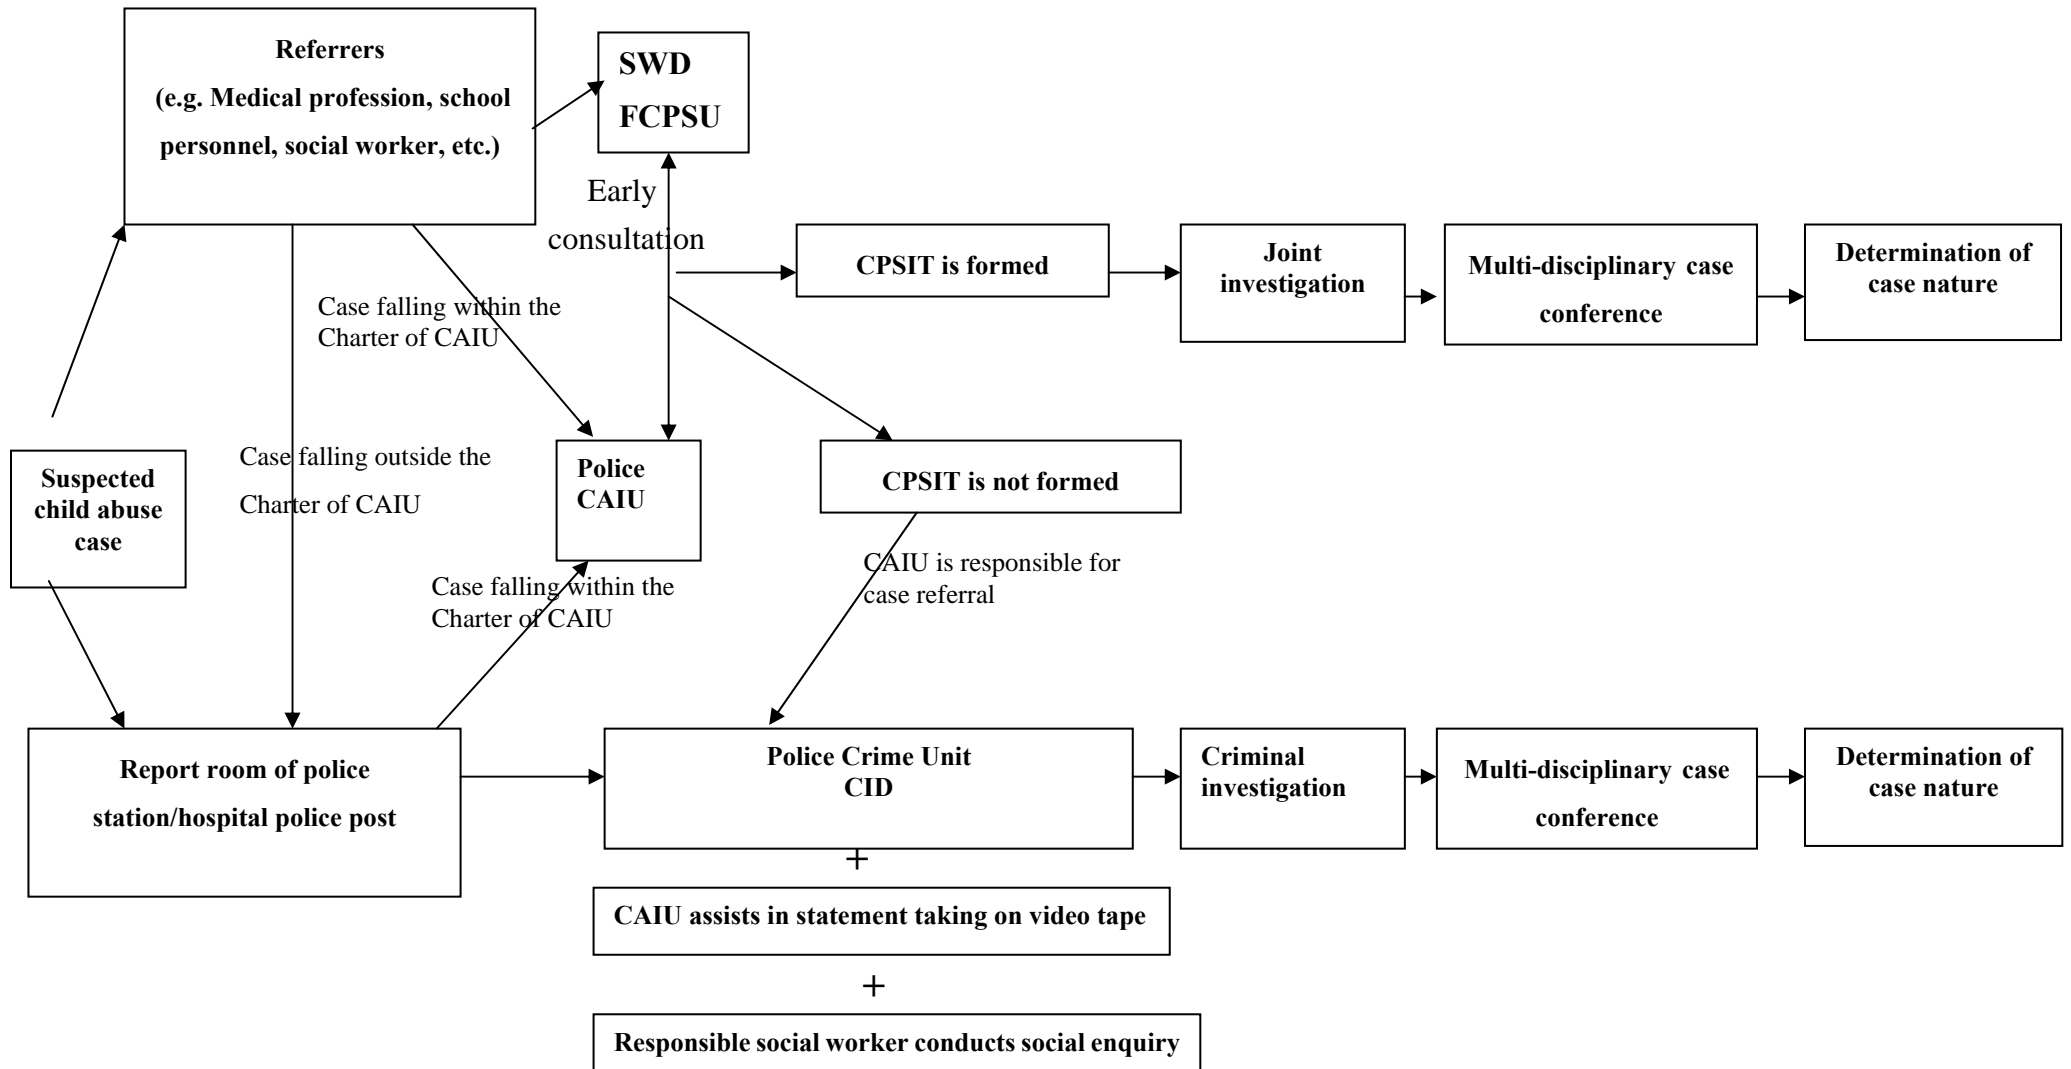 Referrers
(e.g. Medical profession, school
personnel, social worker, etc.)
SWD
FCPSU
Early
consultation
CPSIT is formed
Joint
investigation
Multi-disciplinary case
conference
Determination of
case nature
Case falling within the
Charter of CAIU
Case falling outside the
Charter of CAIU
Suspected
child abuse
case
Police
CAIU
CPSIT is not formed
CAIU is responsible for
case referral
Case falling within the
Charter of CAIU
Report room of police
station/hospital police post
Police Crime Unit
CID
Criminal
investigation
Multi-disciplinary case
conference
Determination of
case nature
+
CAIU assists in statement taking on video tape
+
Responsible social worker conducts social enquiry